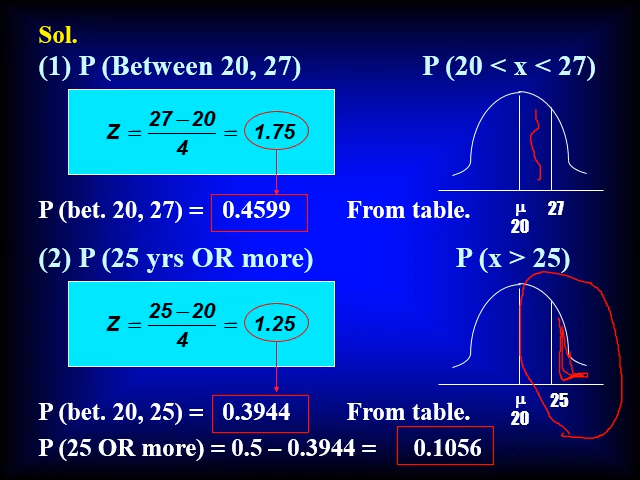 Sol.
(1) P (Between 20, 27) P (20 < x < 27)
Z = 27 – 20 / 4 = 1.75
P (bet. 20, 27) = 0.4599 From table.
μ 27
20
(2) P (25 yrs OR more) P (x > 25)
Z = 25 – 20 / 4 = 1.25
P (bet. 20, 25) = 0.3944 From table.
μ 25
20
P (25 OR more) = 0.5 – 0.3944 = 0.1056